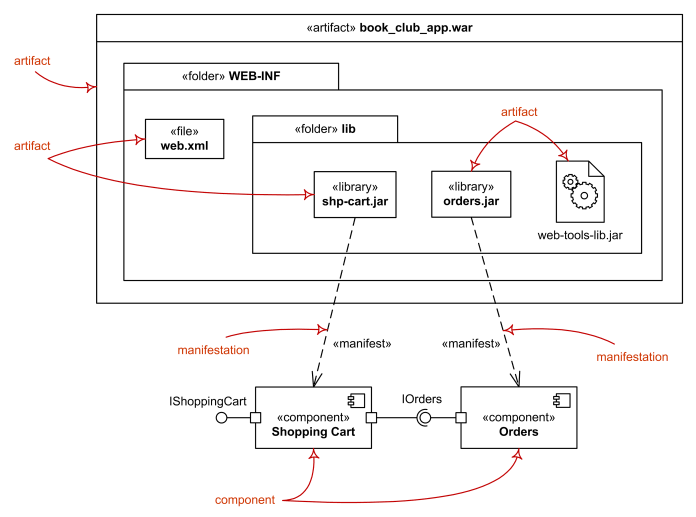 «artifact» book_club_app.war
artifact
«folder» WEB-INF
artifact
«folder» lib
«file»
web.xml
artifact
«library»
shp-cart.jar
«library»
orders.jar
web-tools-lib.jar
manifestation
«manifest»
«manifest»
manifestation
IShoppingCart
IOrders
«component»
Shopping Cart
«component»
Orders
component